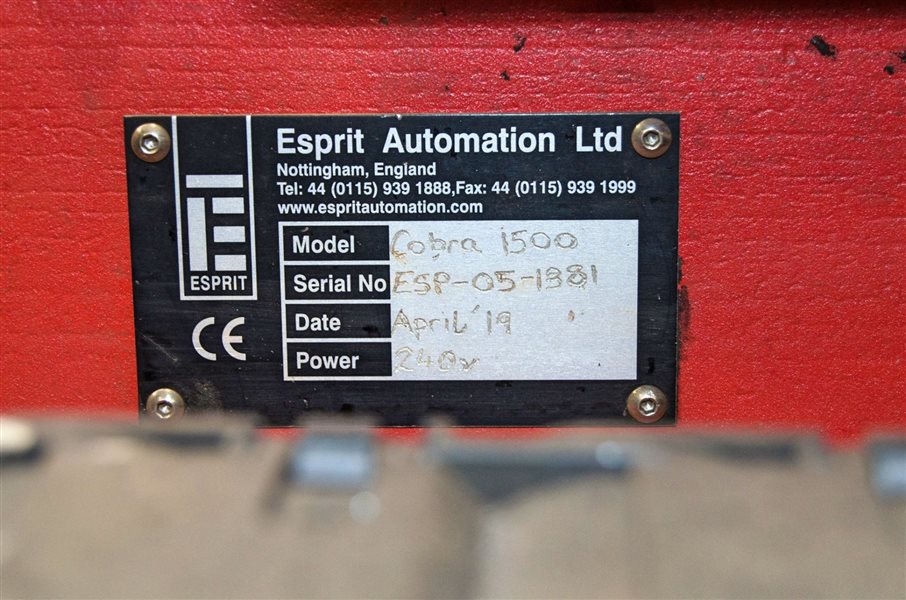 Esprit Automation Ltd
Nottingham, England
Tel: 44 (0115) 939 1888,Fax: 44 (0115) 939 1999
www.espritautomation.com
ESPRIT
CE
Model Cobra 1500
Serial No ESP-05-1381
Date April '19
Power 240v